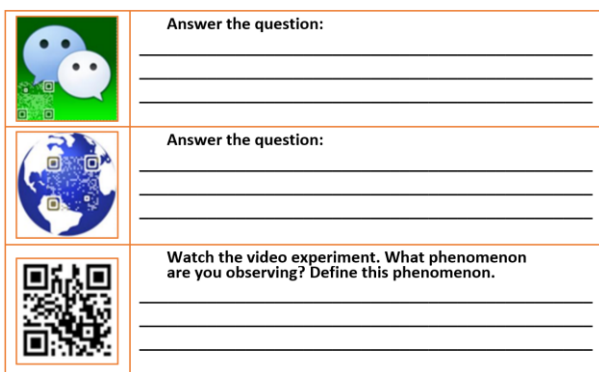 Answer the question:
Answer the question:
Watch the video experiment. What phenomenon
are you observing? Define this phenomenon.